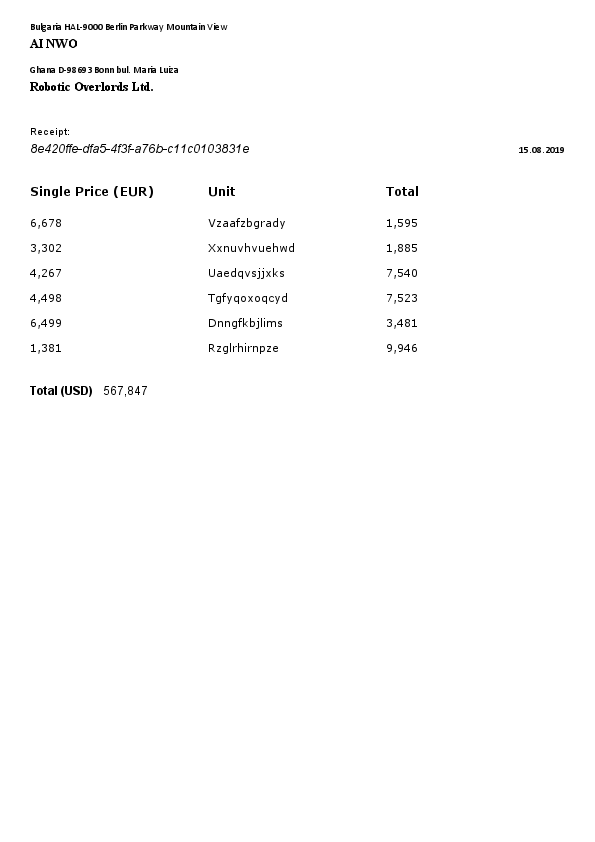 Bulgaria HAL-9000 Berlin Parkway Mountain View
AI NWO
Ghana D-98693 Bonn bul. Maria Luiza
Robotic Overlords Ltd.
Receipt:
8e420ffe-dfa5-4f3f-a76b-c11c0103831e 15.08.2019
Single Price (EUR) Unit Total
6,678 Vzaafzbgrady 1,595
3,302 Xxnuvhvuehwd 1,885
4,267 Uaedqvsjjxks 7,540
4,498 Tgfyqoxoqcyd 7,523
6,499 Dnngfkbjlims 3,481
1,381 Rzglrhirnpze 9,946
Total (USD) 567,847